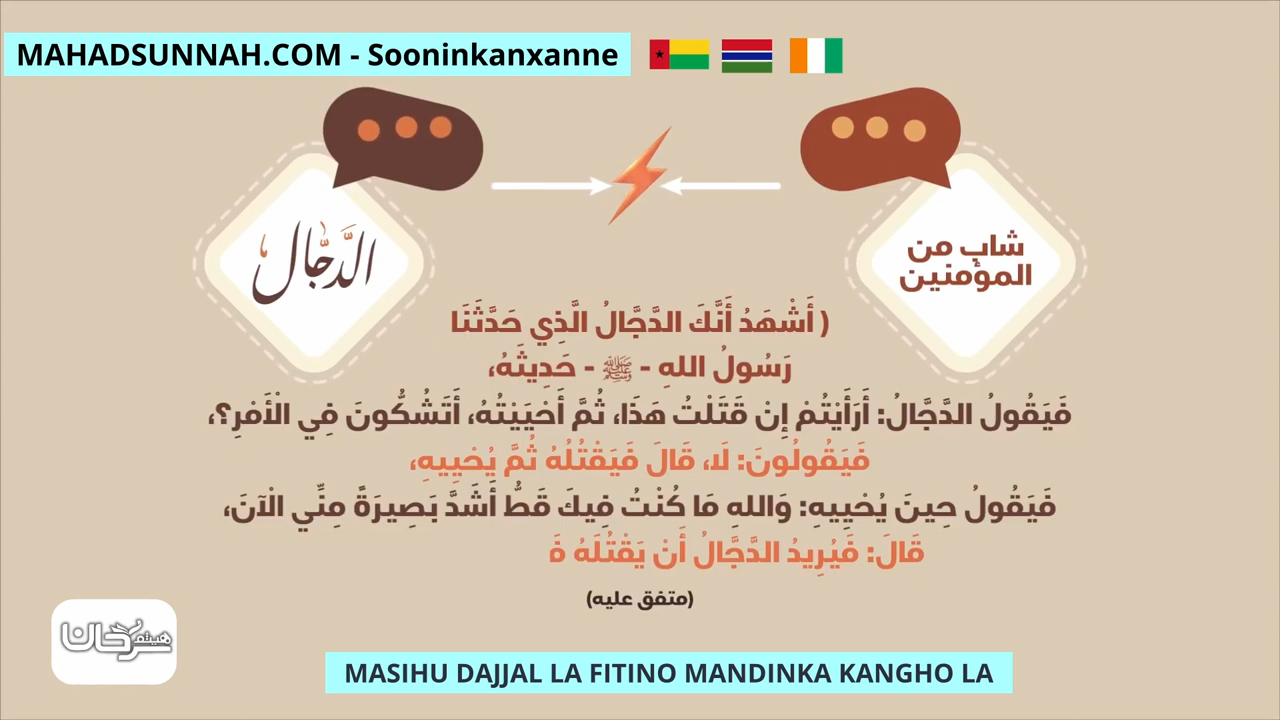 MAHADSUNNAH.COM - Sooninkanxanne
الدَّجَّالُ
شاب من
المؤمنين
( أَشْهَدُ أَنَّكَ الدَّجَّالُ الَّذِي حَدَّثَنَا
رَسُولُ اللهِ - ﷺ - حَدِيثَهُ،
فَيَقُولُ الدَّجَّالُ: أَرَأَيْتُمْ إِنْ قَتَلْتُ هَذَا، ثُمَّ أَحْيَيْتُهُ، أَتَشُكُّونَ فِي الْأَمْرِ؟،
فَيَقُولُونَ: لَا، قَالَ فَيَقْتُلُهُ ثُمَّ يُحْيِيهِ،
فَيَقُولُ حِينَ يُحْيِيهِ: وَاللهِ مَا كُنْتُ فِيكَ قَطُّ أَشَدَّ بَصِيرَةً مِنِّي الْآنَ،
قَالَ: فَيُرِيدُ الدَّجَّالُ أَنْ يَقْتُلَهُ فَ
(متفق عليه)
هيثم سرحان
MASIHU DAJJAL LA FITINO MANDINKA KANGHO LA